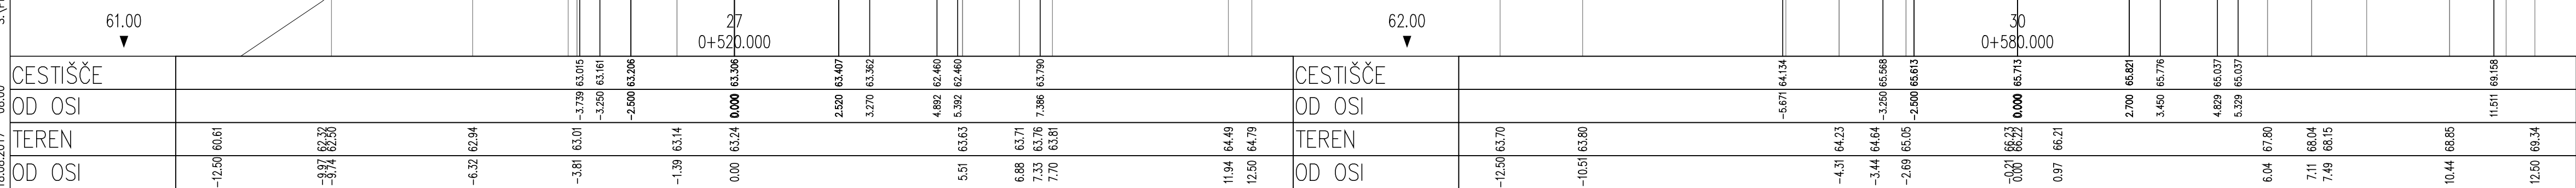 61.00
27
0+520.000
CESTIŠČE 63.015 63.161 63.206 63.306 63.407 63.362 62.460 62.460 63.790
OD OSI -3.739 -3.250 -2.500 0.000 2.520 3.270 4.892 5.392 7.386
TEREN 60.61 62.32 62.50 62.94 63.01 63.14 63.24 63.63 63.71 63.76 63.81 64.49 64.79
OD OSI -12.50 -9.97 -9.74 -6.32 -3.81 -1.39 0.00 5.51 6.88 7.33 7.70 11.94 12.50
62.00
30
0+580.000
CESTIŠČE 64.134 65.568 65.613 65.713 65.821 65.776 65.037 65.037 69.158
OD OSI -5.671 -3.250 -2.500 0.000 2.700 3.450 4.829 5.329 11.511
TEREN 63.70 63.80 64.23 64.64 65.05 66.23 66.22 66.21 67.80 68.04 68.15 68.85 69.34
OD OSI -12.50 -10.51 -4.31 -3.44 -2.69 -0.21 0.00 0.97 6.04 7.11 7.49 10.44 12.50